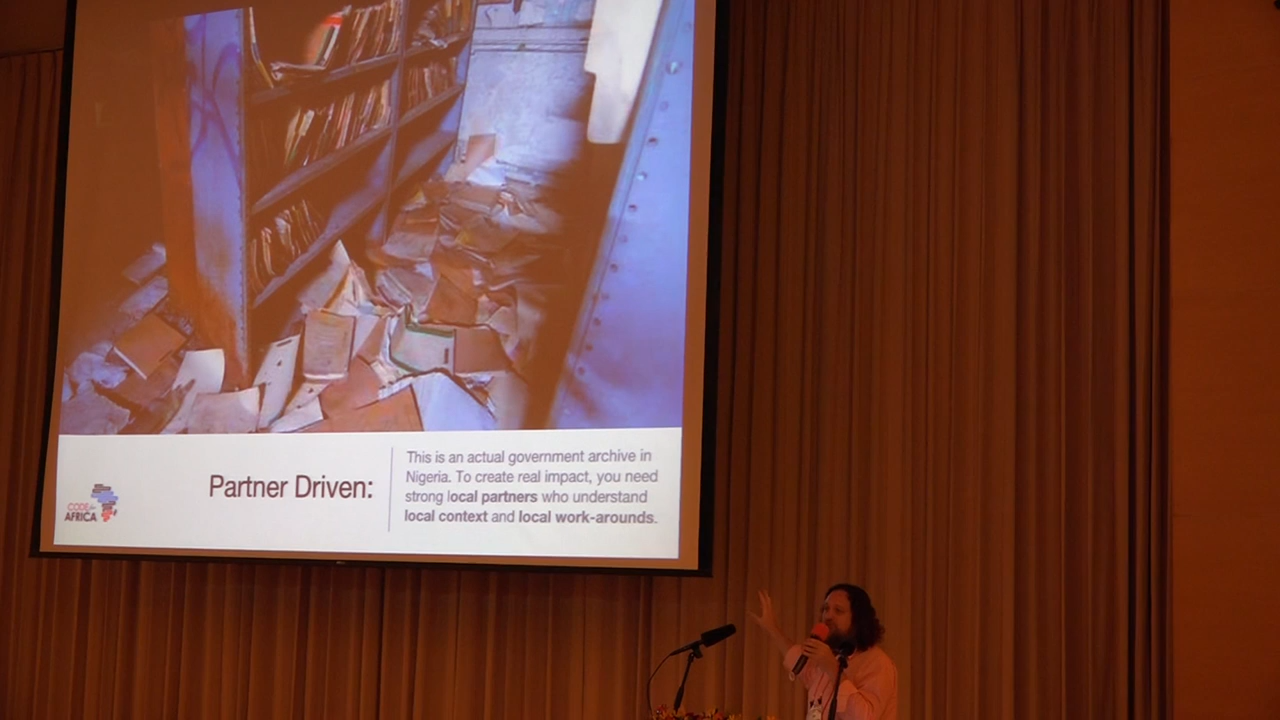 This is an actual government archive in
Nigeria. To create real impact, you need
strong local partners who understand
local context and local work-arounds.
Partner Driven:
CODE for
AFRICA